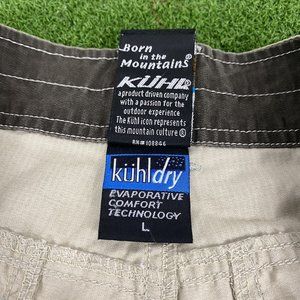 Born
in the
Mountains™
KÜHL®
a product driven company
with a passion for the
outdoor experience
The Kühl icon represents
this mountain culture ®
RN# 108846
kühldry
EVAPORATIVE
COMFORT
TECHNOLOGY
L